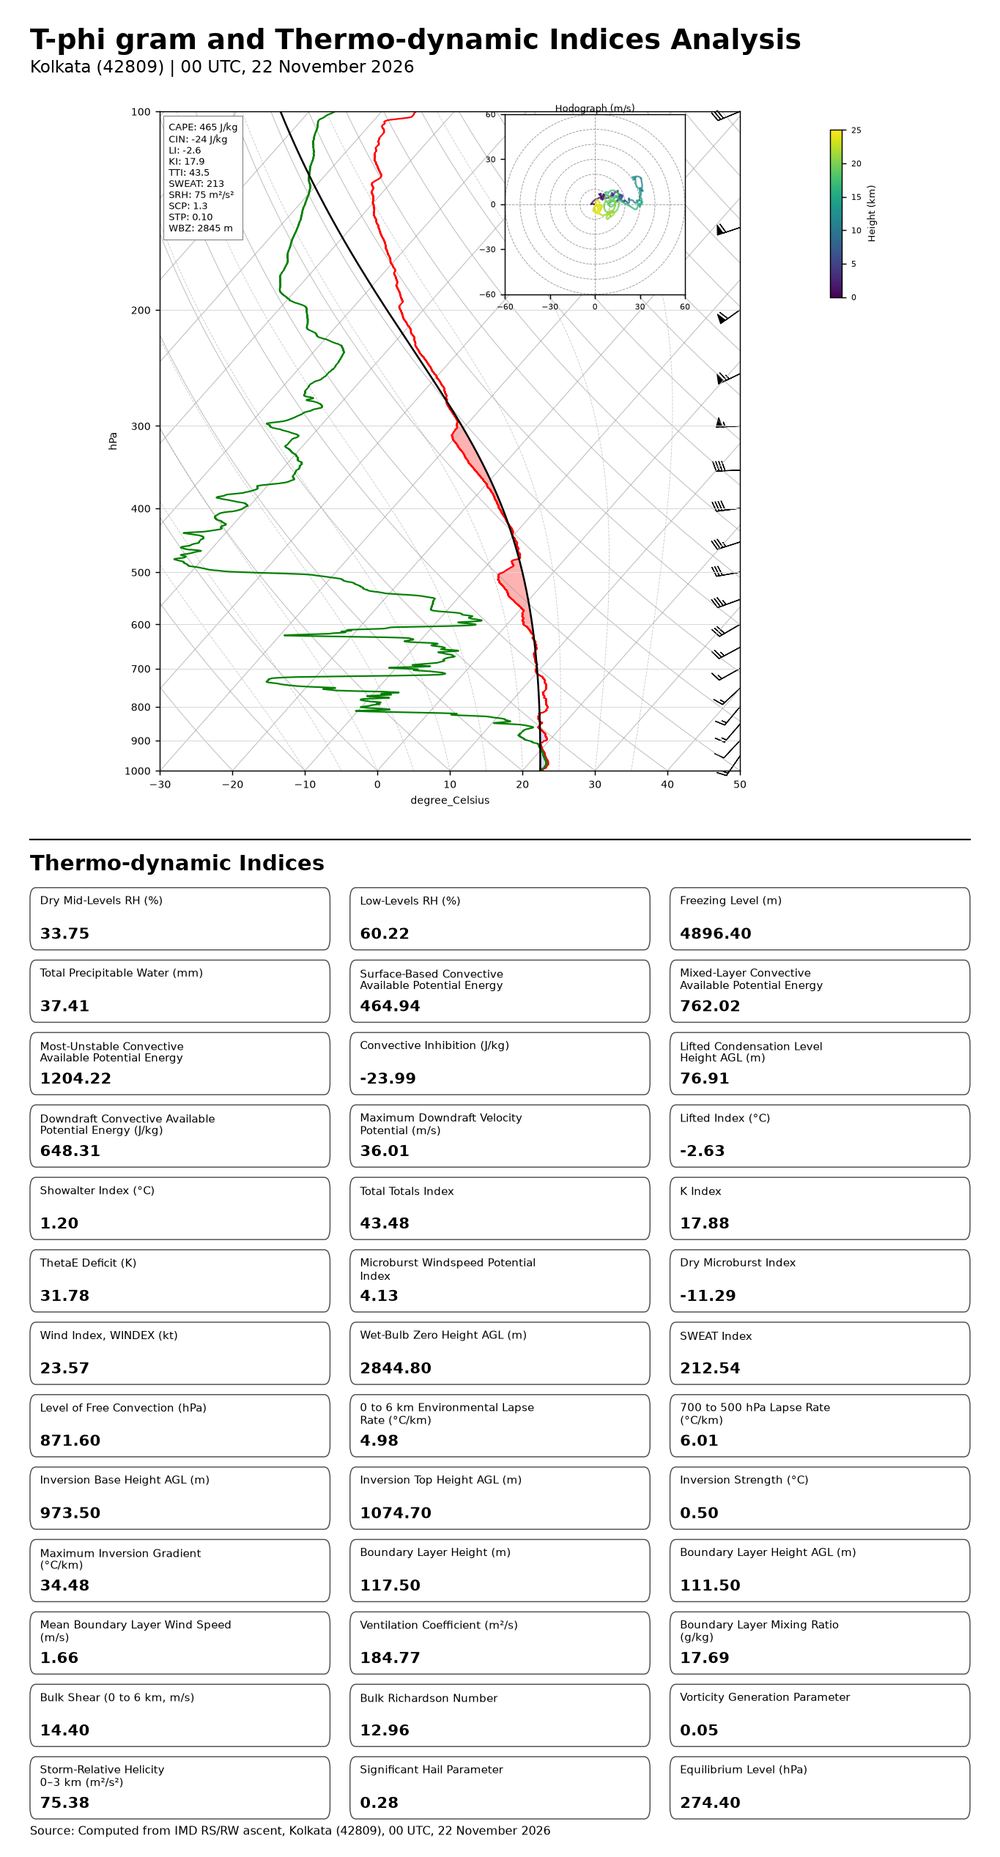 T-phi gram and Thermo-dynamic Indices Analysis
Kolkata (42809) | 00 UTC, 22 November 2026
Hodograph (m/s)
CAPE: 465 J/kg
CIN: -24 J/kg
LI: -2.6
KI: 17.9
TTI: 43.5
SWEAT: 213
SRH: 75 m²/s²
SCP: 1.3
STP: 0.10
WBZ: 2845 m
60
30
0
−30
−60
−60 −30 0 30 60
25
20
15
10
5
0
Height (km)
100
200
300
400
500
600
700
800
900
1000
hPa
−30 −20 −10 0 10 20 30 40 50
degree_Celsius
Thermo-dynamic Indices
Dry Mid-Levels RH (%)
33.75
Low-Levels RH (%)
60.22
Freezing Level (m)
4896.40
Total Precipitable Water (mm)
37.41
Surface-Based Convective
Available Potential Energy
464.94
Mixed-Layer Convective
Available Potential Energy
762.02
Most-Unstable Convective
Available Potential Energy
1204.22
Convective Inhibition (J/kg)
-23.99
Lifted Condensation Level
Height AGL (m)
76.91
Downdraft Convective Available
Potential Energy (J/kg)
648.31
Maximum Downdraft Velocity
Potential (m/s)
36.01
Lifted Index (°C)
-2.63
Showalter Index (°C)
1.20
Total Totals Index
43.48
K Index
17.88
ThetaE Deficit (K)
31.78
Microburst Windspeed Potential
Index
4.13
Dry Microburst Index
-11.29
Wind Index, WINDEX (kt)
23.57
Wet-Bulb Zero Height AGL (m)
2844.80
SWEAT Index
212.54
Level of Free Convection (hPa)
871.60
0 to 6 km Environmental Lapse
Rate (°C/km)
4.98
700 to 500 hPa Lapse Rate
(°C/km)
6.01
Inversion Base Height AGL (m)
973.50
Inversion Top Height AGL (m)
1074.70
Inversion Strength (°C)
0.50
Maximum Inversion Gradient
(°C/km)
34.48
Boundary Layer Height (m)
117.50
Boundary Layer Height AGL (m)
111.50
Mean Boundary Layer Wind Speed
(m/s)
1.66
Ventilation Coefficient (m²/s)
184.77
Boundary Layer Mixing Ratio
(g/kg)
17.69
Bulk Shear (0 to 6 km, m/s)
14.40
Bulk Richardson Number
12.96
Vorticity Generation Parameter
0.05
Storm-Relative Helicity
0–3 km (m²/s²)
75.38
Significant Hail Parameter
0.28
Equilibrium Level (hPa)
274.40
Source: Computed from IMD RS/RW ascent, Kolkata (42809), 00 UTC, 22 November 2026